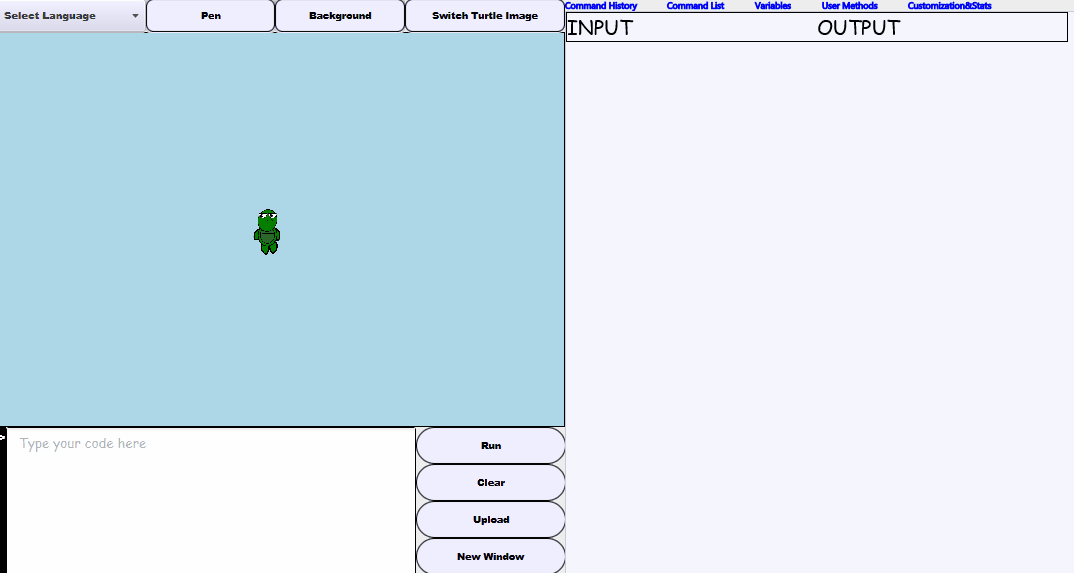 Select Language
Pen
Background
Switch Turtle Image
Command History
Command List
Variables
User Methods
Customization&Stats
INPUT
OUTPUT
>
Type your code here
Run
Clear
Upload
New Window